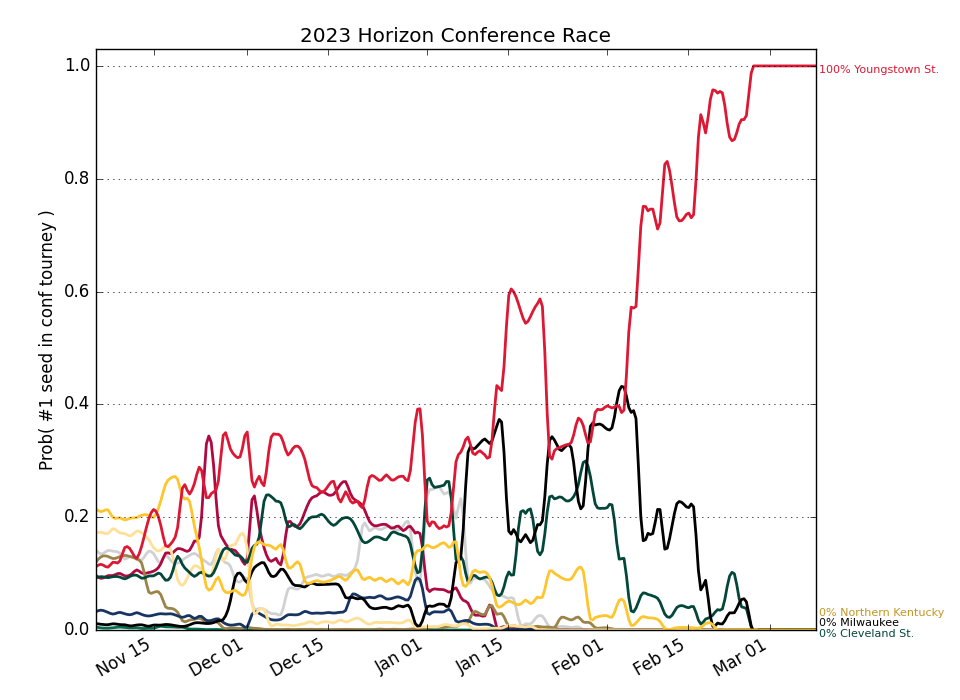 2023 Horizon Conference Race
Prob( #1 seed in conf tourney )
1.0
0.8
0.6
0.4
0.2
0.0
100% Youngstown St.
0% Northern Kentucky
0% Milwaukee
0% Cleveland St.
Nov 15
Dec 01
Dec 15
Jan 01
Jan 15
Feb 01
Feb 15
Mar 01